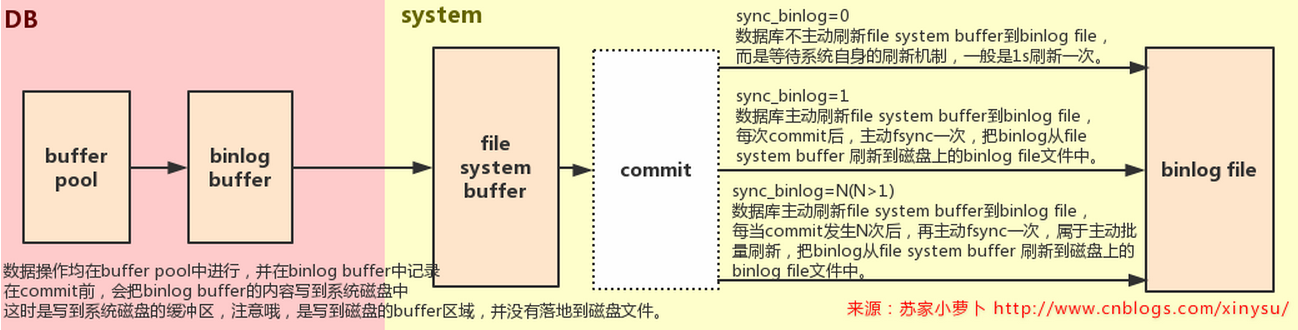 DB
system
buffer
pool
binlog
buffer
file
system
buffer
commit
sync_binlog=0
数据库不主动刷新file system buffer到binlog file，
而是等待系统自身的刷新机制，一般是1s刷新一次。
sync_binlog=1
数据库主动刷新file system buffer到binlog file，
每次commit后，主动fsync一次，把binlog从file
system buffer 刷新到磁盘上的binlog file文件中。
sync_binlog=N(N>1)
数据库主动刷新file system buffer到binlog file，
每当commit发生N次后，再主动fsync一次，属于主动批
量刷新，把binlog从file system buffer 刷新到磁盘上的
binlog file文件中。
binlog file
数据操作均在buffer pool中进行，并在binlog buffer中记录
在commit前，会把binlog buffer的内容写到系统磁盘中
这时是写到系统磁盘的缓冲区，注意哦，是写到磁盘的buffer区域，并没有落地到磁盘文件。
来源：苏家小萝卜 http://www.cnblogs.com/xinysu/